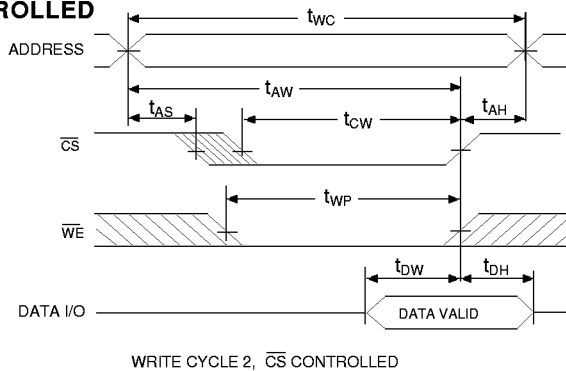 ROLLED
tWC
ADDRESS
tAW
tAS
tCW
tAH
CS
tWP
WE
tDW
tDH
DATA I/O
DATA VALID
WRITE CYCLE 2, CS CONTROLLED